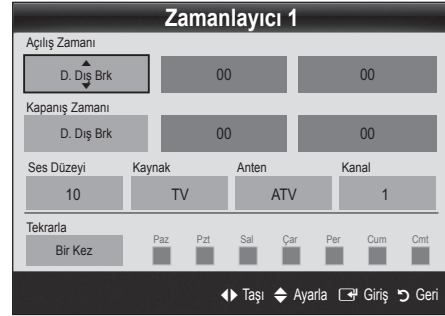 Zamanlayıcı 1
Açılış Zamanı
D. Dış Brk 00 00
Kapanış Zamanı
D. Dış Brk 00 00
Ses Düzeyi Kaynak Anten Kanal
10 TV ATV 1
Tekrarla
Bir Kez Paz Pzt Sal Çar Per Cum Cmt
Taşı Ayarla Giriş Geri